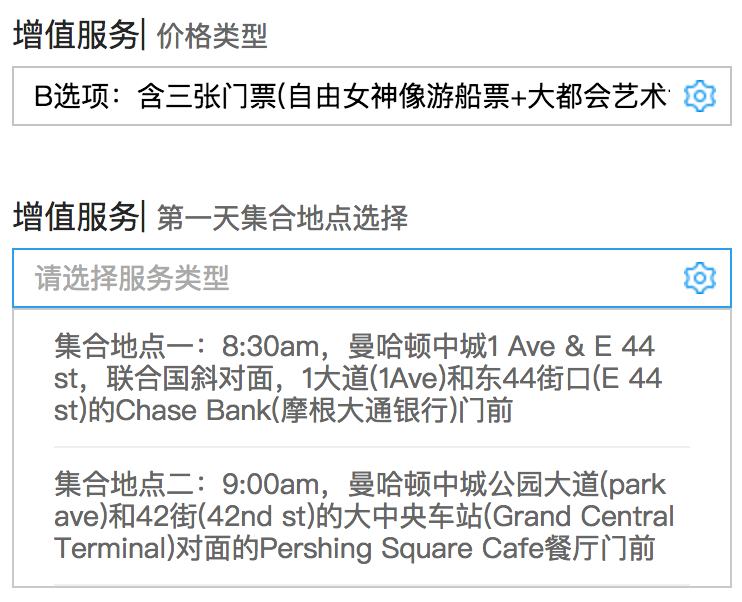 增值服务| 价格类型
B选项：含三张门票(自由女神像游船票+大都会艺术
增值服务| 第一天集合地点选择
请选择服务类型
集合地点一：8:30am，曼哈顿中城1 Ave & E 44
st，联合国斜对面，1大道(1Ave)和东44街口(E 44
st)的Chase Bank(摩根大通银行)门前
集合地点二：9:00am，曼哈顿中城公园大道(park
ave)和42街(42nd st)的大中央车站(Grand Central
Terminal)对面的Pershing Square Cafe餐厅门前